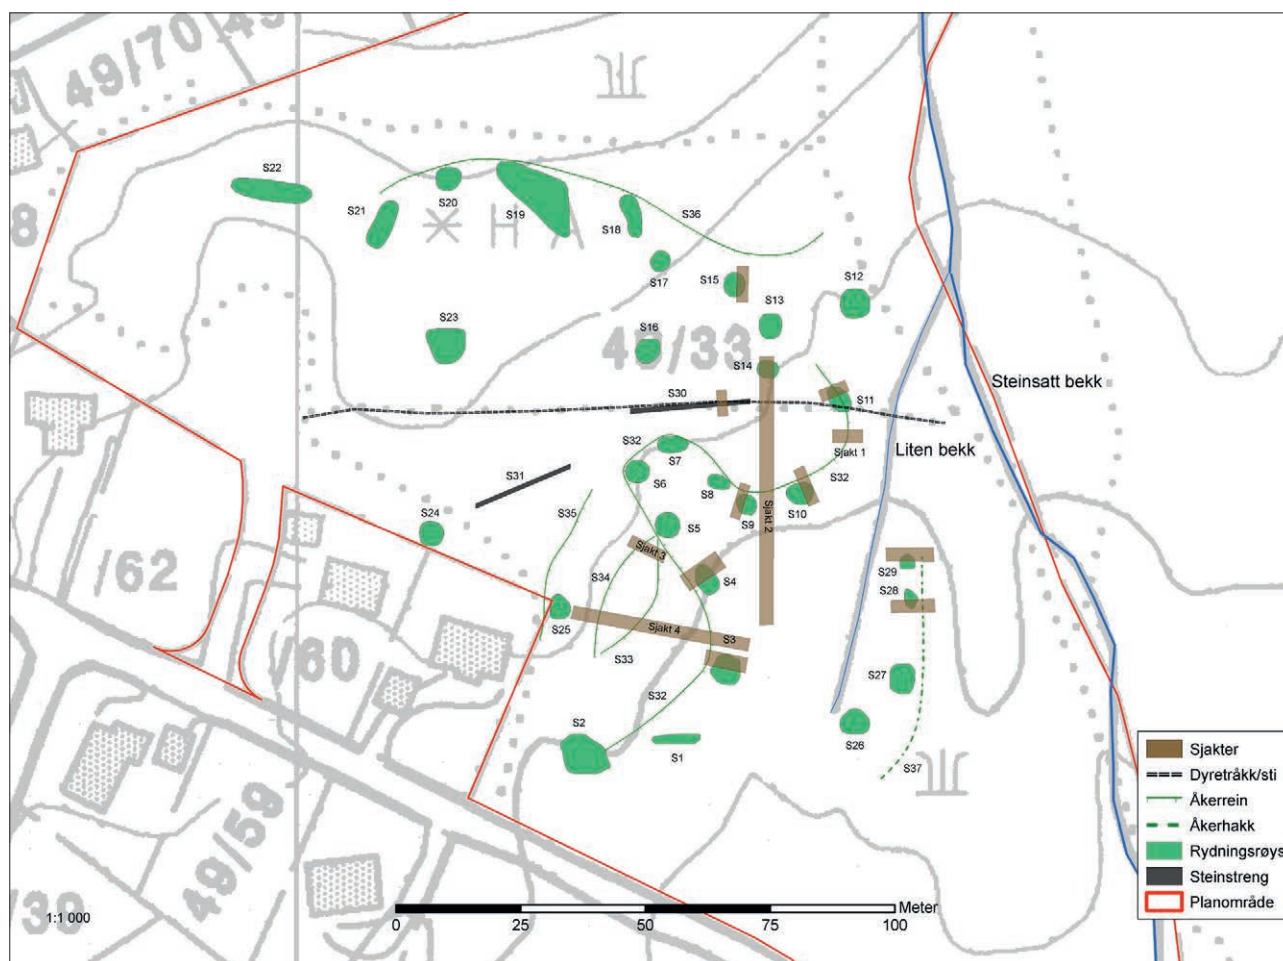 49/70
49
S22
S21
S20
S19
S18
S36
HA
S17
S15
S12
S13
S23
S16
S14
Steinsatt bekk
S30
S11
Liten bekk
Sjakt 1
S32
S7
S31
S6
S8
S32
S9
S10
Sjakt 2
S24
S35
S5
Sjakt 3
S34
S4
S29
S28
/62
S25
Sjakt 4
S3
/60
S33
S27
S32
S2
S1
S26
S37
49/59
Sjakter
Dyretråkk/sti
Åkerrein
Åkerhakk
Rydningsrøys
Steinstreng
Planområde
1:1 000
Meter
0 25 50 75 100